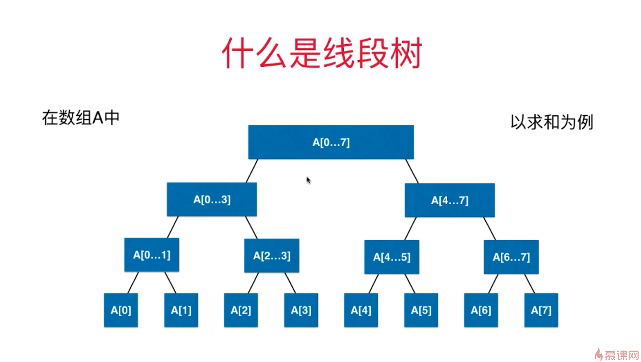 什么是线段树
在数组A中
以求和为例
A[0...7]
A[0...3]
A[4...7]
A[0...1]
A[2...3]
A[4...5]
A[6...7]
A[0]
A[1]
A[2]
A[3]
A[4]
A[5]
A[6]
A[7]
慕课网